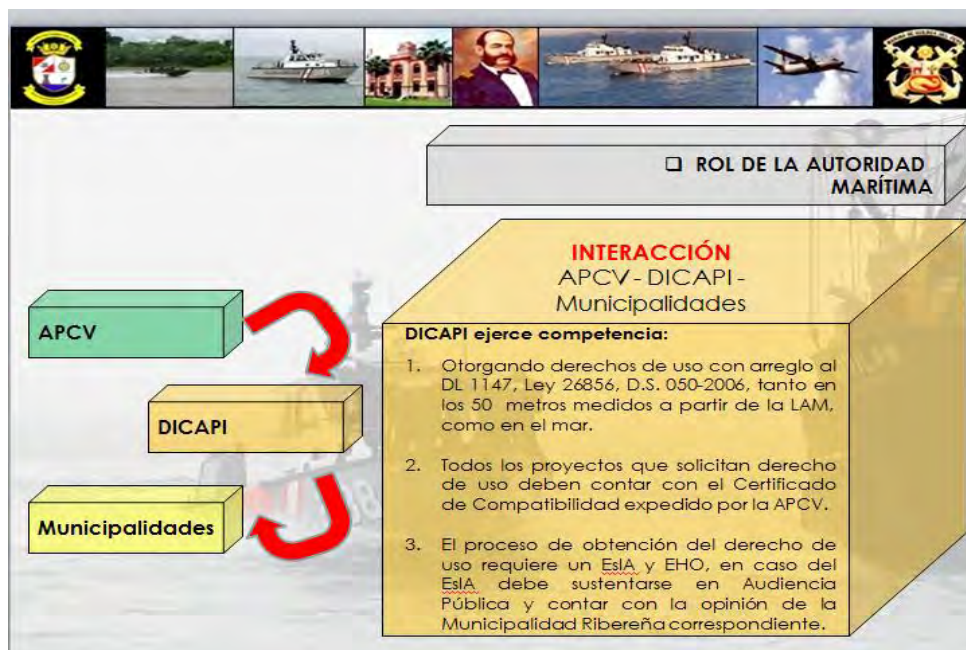 ❑ ROL DE LA AUTORIDAD
MARÍTIMA
INTERACCIÓN
APCV - DICAPI -
Municipalidades
APCV
DICAPI
Municipalidades
DICAPI ejerce competencia:
1. Otorgando derechos de uso con arreglo al
DL 1147, Ley 26856, D.S. 050-2006, tanto en
los 50 metros medidos a partir de la LAM,
como en el mar.
2. Todos los proyectos que solicitan derecho
de uso deben contar con el Certificado
de Compatibilidad expedido por la APCV.
3. El proceso de obtención del derecho de
uso requiere un EsIA y EHO, en caso del
EsIA debe sustentarse en Audiencia
Pública y contar con la opinión de la
Municipalidad Ribereña correspondiente.